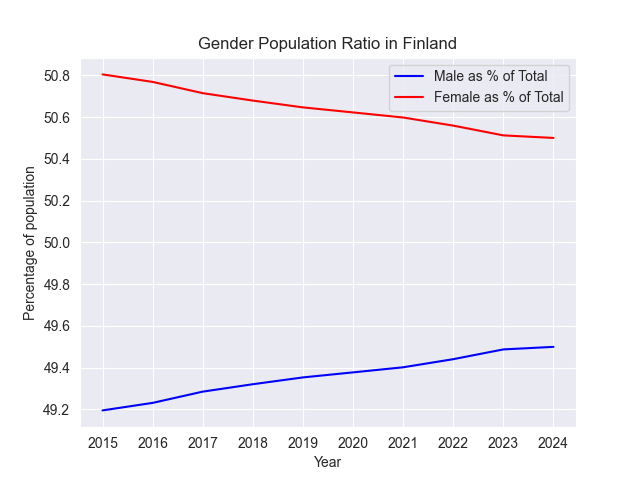 Gender Population Ratio in Finland
Male as % of Total
Female as % of Total
Percentage of population
50.8
50.6
50.4
50.2
50.0
49.8
49.6
49.4
49.2
2015 2016 2017 2018 2019 2020 2021 2022 2023 2024
Year